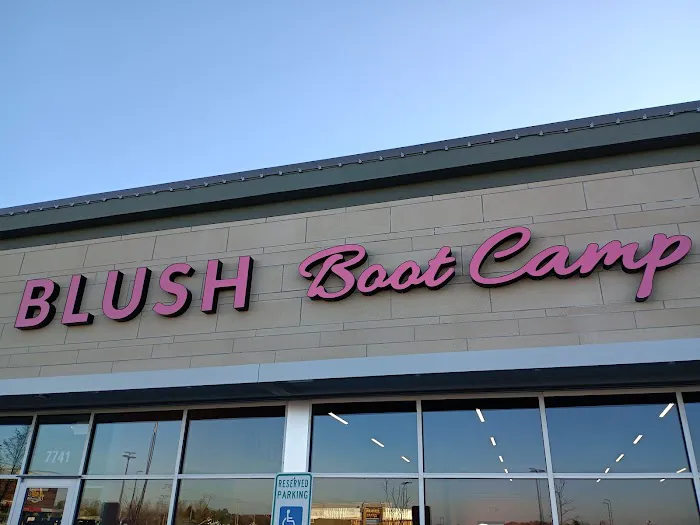 BLUSH Boot Camp
7741
RESERVED
PARKING